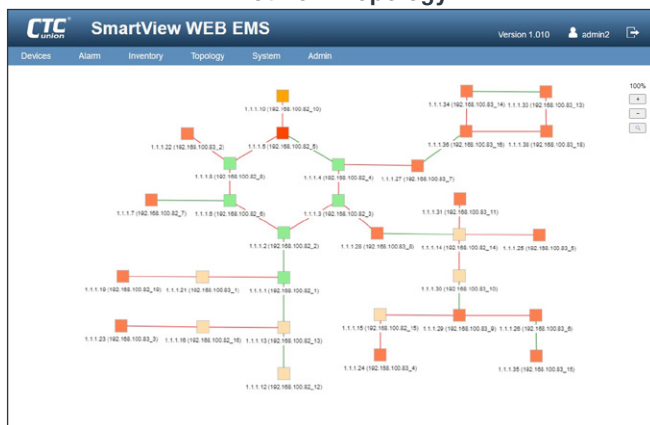 CTC union SmartView WEB EMS Version 1.010 admin2
Devices Alarm Inventory Topology System Admin
100%
+
-
1.1.1.10 (192.168.100.82_10)
1.1.1.34 (192.168.100.83_14) 1.1.1.33 (192.168.100.83_13)
1.1.1.22 (192.168.100.83_2) 1.1.1.5 (192.168.100.82_5) 1.1.1.36 (192.168.100.83_16) 1.1.1.38 (192.168.100.83_18)
1.1.1.8 (192.168.100.82_8) 1.1.1.4 (192.168.100.82_4) 1.1.1.27 (192.168.100.83_7)
1.1.1.7 (192.168.100.82_7) 1.1.1.6 (192.168.100.82_6) 1.1.1.3 (192.168.100.82_3) 1.1.1.31 (192.168.100.83_11)
1.1.1.2 (192.168.100.82_2) 1.1.1.28 (192.168.100.83_8) 1.1.1.14 (192.168.100.82_14) 1.1.1.25 (192.168.100.83_5)
1.1.1.19 (192.168.100.82_19) 1.1.1.21 (192.168.100.83_1) 1.1.1.1 (192.168.100.82_1) 1.1.1.30 (192.168.100.83_10)
1.1.1.23 (192.168.100.83_3) 1.1.1.16 (192.168.100.82_16) 1.1.1.13 (192.168.100.82_13) 1.1.1.15 (192.168.100.82_15) 1.1.1.29 (192.168.100.83_9) 1.1.1.26 (192.168.100.83_6)
1.1.1.24 (192.168.100.83_4) 1.1.1.35 (192.168.100.83_15)
1.1.1.12 (192.168.100.82_12)